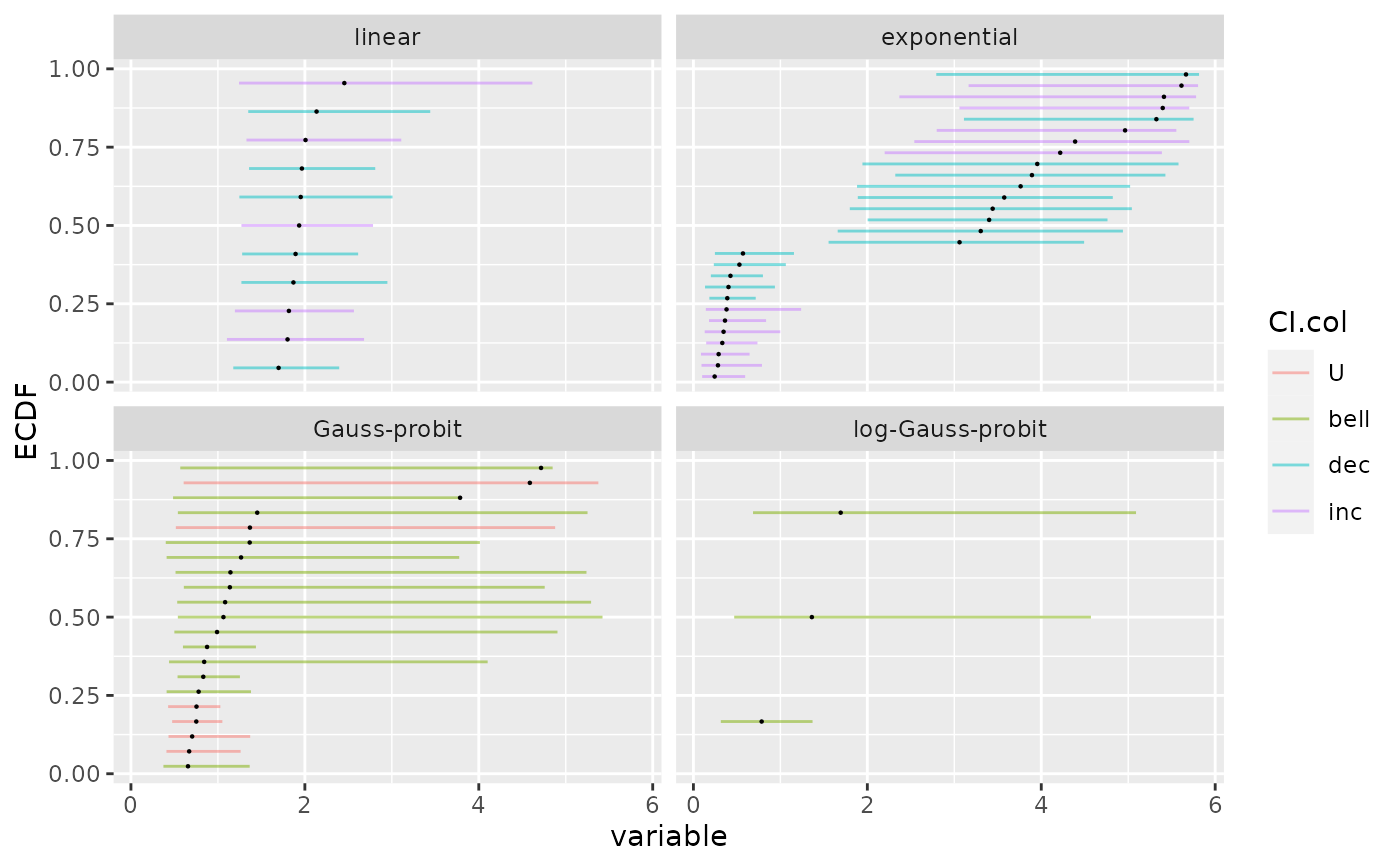 linear
exponential
1.00
0.75
0.50
0.25
0.00
Gauss-probit
log-Gauss-probit
1.00
0.75
0.50
0.25
0.00
0
2
4
6
0
2
4
6
variable
ECDF
CI.col
U
bell
dec
inc